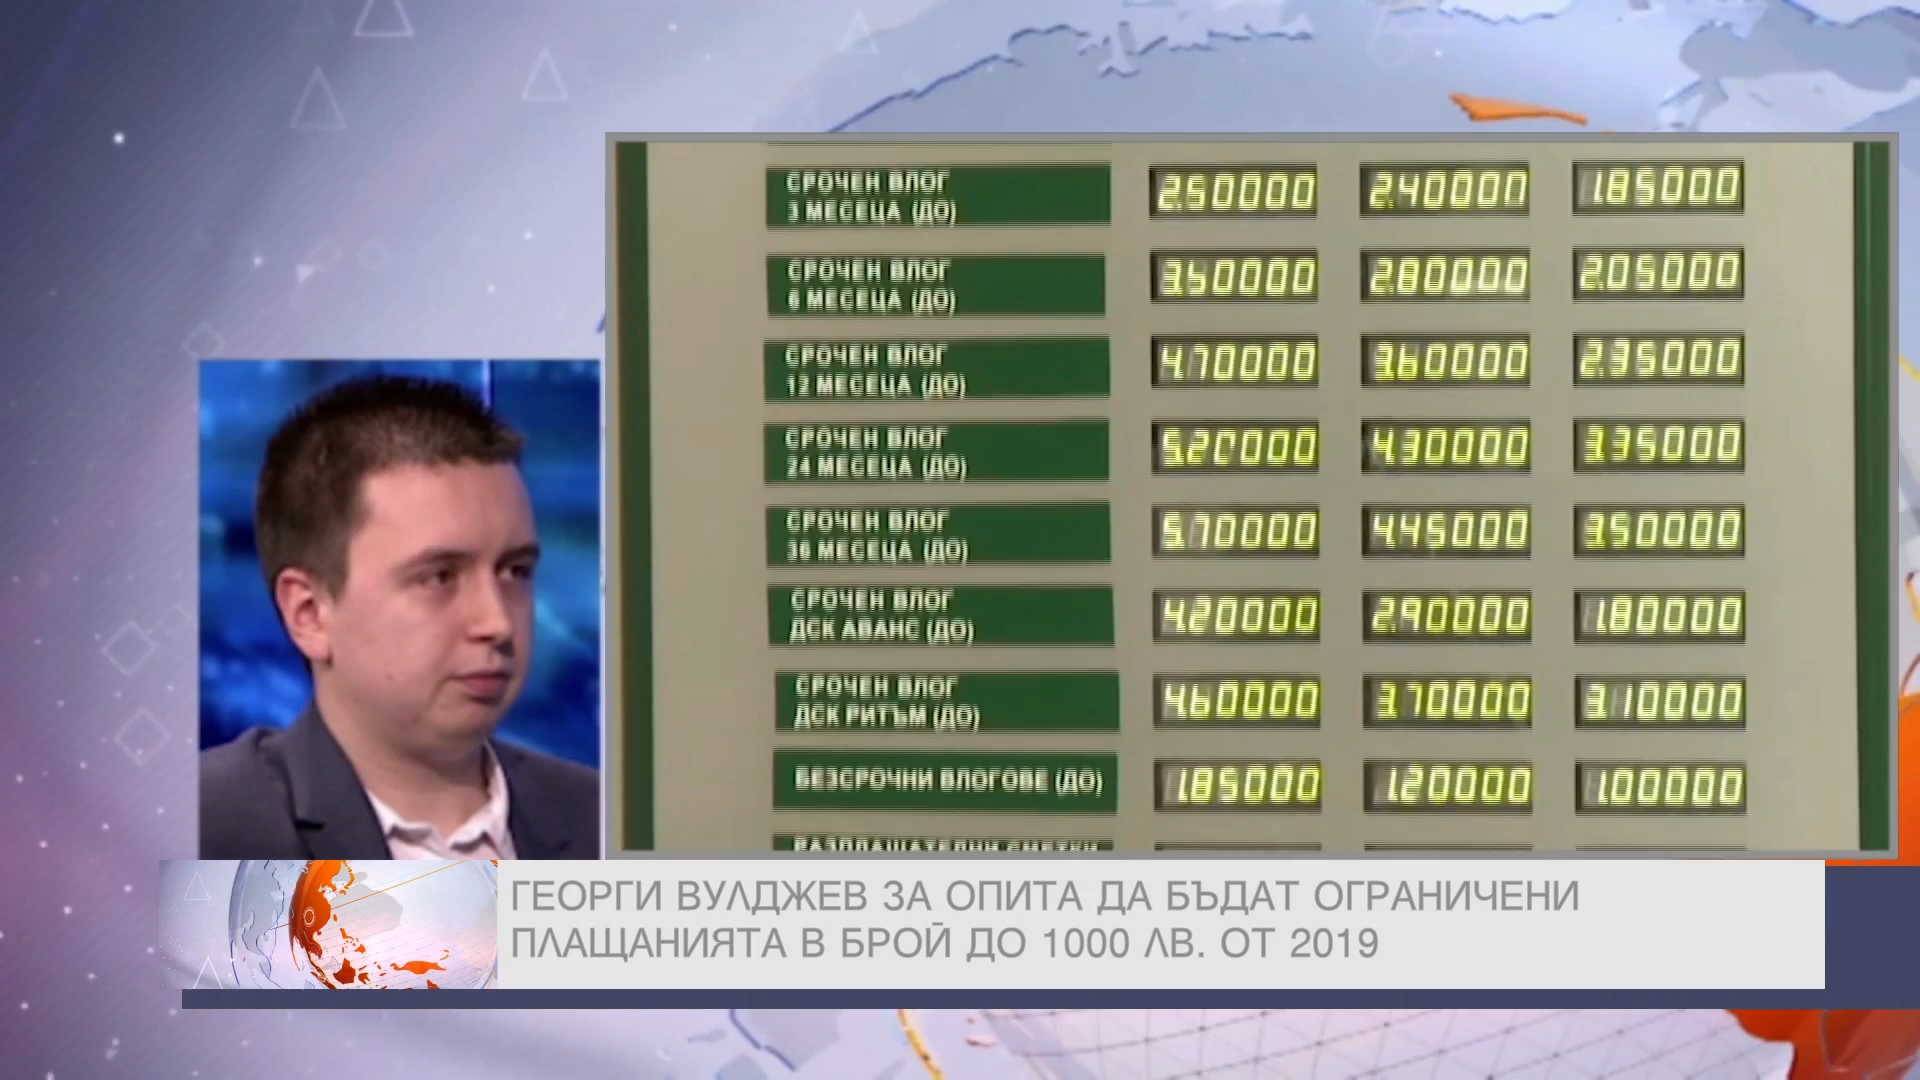 СРОЧЕН ВЛОГ
3 МЕСЕЦА (ДО)
2.50000 2.40000 1.85000
СРОЧЕН ВЛОГ
6 МЕСЕЦА (ДО)
3.60000 2.80000 2.05000
СРОЧЕН ВЛОГ
12 МЕСЕЦА (ДО)
4.70000 3.60000 2.35000
СРОЧЕН ВЛОГ
24 МЕСЕЦА (ДО)
5.20000 4.30000 3.35000
СРОЧЕН ВЛОГ
36 МЕСЕЦА (ДО)
5.70000 4.45000 3.50000
СРОЧЕН ВЛОГ
ДСК АВАНС (ДО)
4.20000 2.90000 1.80000
СРОЧЕН ВЛОГ
ДСК РИТЪМ (ДО)
4.60000 3.70000 3.10000
БЕЗСРОЧНИ ВЛОГОВЕ (ДО)
1.85000 1.20000 1.00000
РАЗПЛАЩАТЕЛНИ СМЕТКИ
ГЕОРГИ ВУЛДЖЕВ ЗА ОПИТА ДА БЪДАТ ОГРАНИЧЕНИ
ПЛАЩАНИЯТА В БРОЙ ДО 1000 ЛВ. ОТ 2019